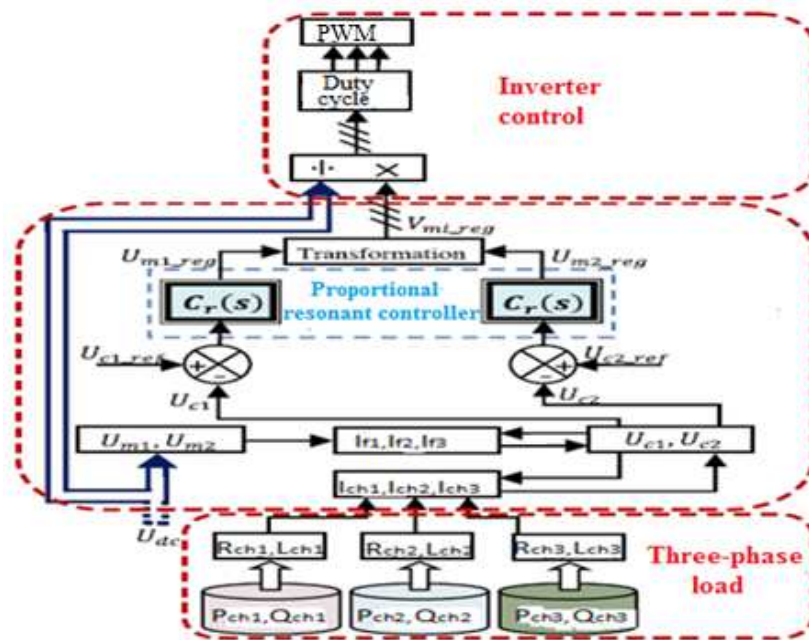 PWM
Duty
cycle
Inverter
control
·|· ×
V_mi_reg
U_m1_reg
Transformation
U_m2_reg
C_r(s)
Proportional
resonant controller
C_r(s)
U_c1_ref
+
-
+
-
U_c2_ref
U_c1
U_c2
U_m1, U_m2
If1,If2,If3
U_c1, U_c2
Ich1,Ich2,Ich3
U_dc
Rch1,Lch1
Rch2,Lch2
Rch3,Lch3
Three-phase
load
Pch1,Qch1
Pch2,Qch2
Pch3,Qch3